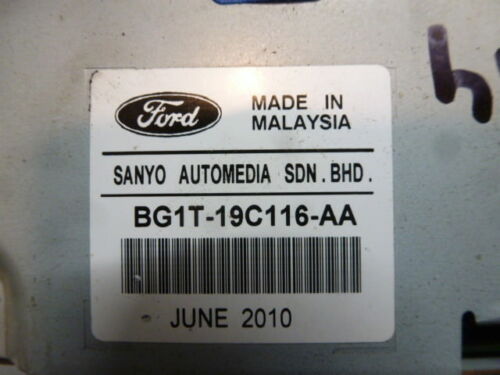 Ford
MADE IN
MALAYSIA
SANYO AUTOMEDIA SDN . BHD .
BG1T-19C116-AA
JUNE 2010